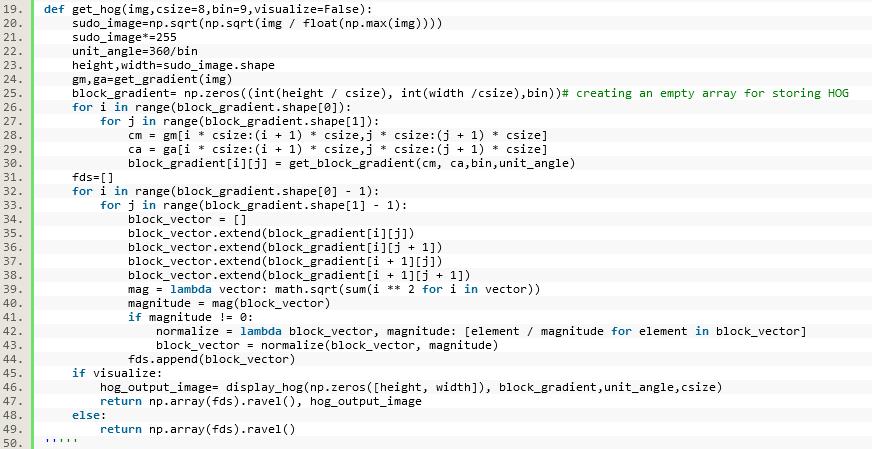 19. def get_hog(img,csize=8,bin=9,visualize=False):
20.     sudo_image=np.sqrt(np.sqrt(img / float(np.max(img))))
21.     sudo_image*=255
22.     unit_angle=360/bin
23.     height,width=sudo_image.shape
24.     gm,ga=get_gradient(img)
25.     block_gradient= np.zeros((int(height / csize), int(width /csize),bin))# creating an empty array for storing HOG
26.     for i in range(block_gradient.shape[0]):
27.         for j in range(block_gradient.shape[1]):
28.             cm = gm[i * csize:(i + 1) * csize,j * csize:(j + 1) * csize]
29.             ca = ga[i * csize:(i + 1) * csize,j * csize:(j + 1) * csize]
30.             block_gradient[i][j] = get_block_gradient(cm, ca,bin,unit_angle)
31.     fds=[]
32.     for i in range(block_gradient.shape[0] - 1):
33.         for j in range(block_gradient.shape[1] - 1):
34.             block_vector = []
35.             block_vector.extend(block_gradient[i][j])
36.             block_vector.extend(block_gradient[i][j + 1])
37.             block_vector.extend(block_gradient[i + 1][j])
38.             block_vector.extend(block_gradient[i + 1][j + 1])
39.             mag = lambda vector: math.sqrt(sum(i ** 2 for i in vector))
40.             magnitude = mag(block_vector)
41.             if magnitude != 0:
42.                 normalize = lambda block_vector, magnitude: [element / magnitude for element in block_vector]
43.                 block_vector = normalize(block_vector, magnitude)
44.             fds.append(block_vector)
45.     if visualize:
46.         hog_output_image= display_hog(np.zeros([height, width]), block_gradient,unit_angle,csize)
47.         return np.array(fds).ravel(), hog_output_image
48.     else:
49.         return np.array(fds).ravel()
50. '''''